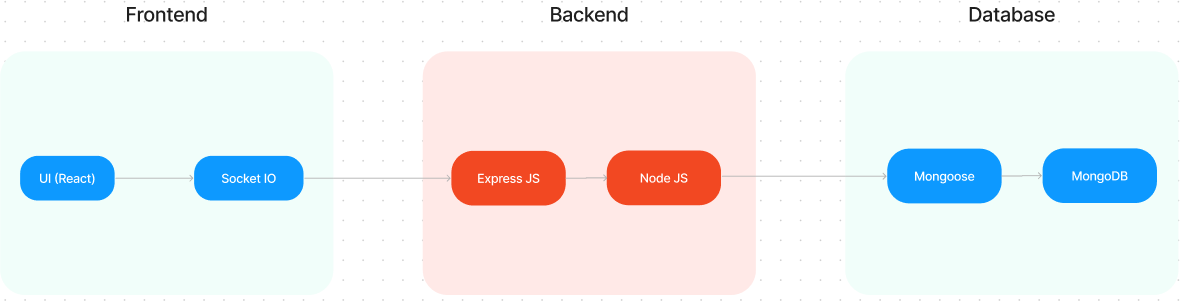 Frontend
Backend
Database
UI (React)
Socket IO
Express JS
Node JS
Mongoose
MongoDB